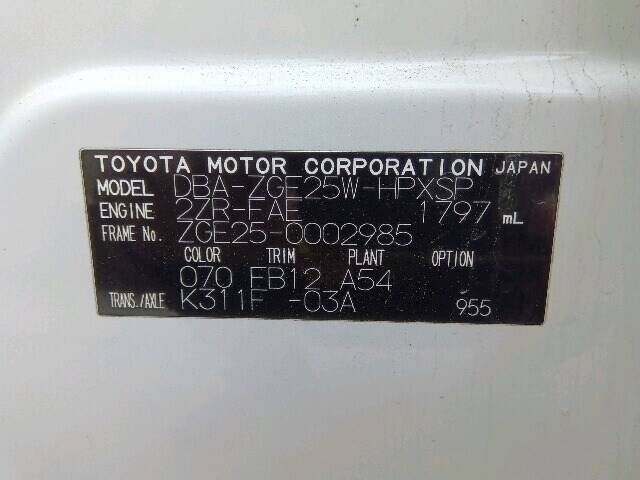 TOYOTA MOTOR CORPORATION JAPAN
MODEL DBA-ZGE25W-HPXSP
ENGINE 2ZR-FAE 1797 mL
FRAME No. ZGE25-0002985
COLOR TRIM PLANT OPTION
070 FB12 A54
TRANS./AXLE K311F -03A 955